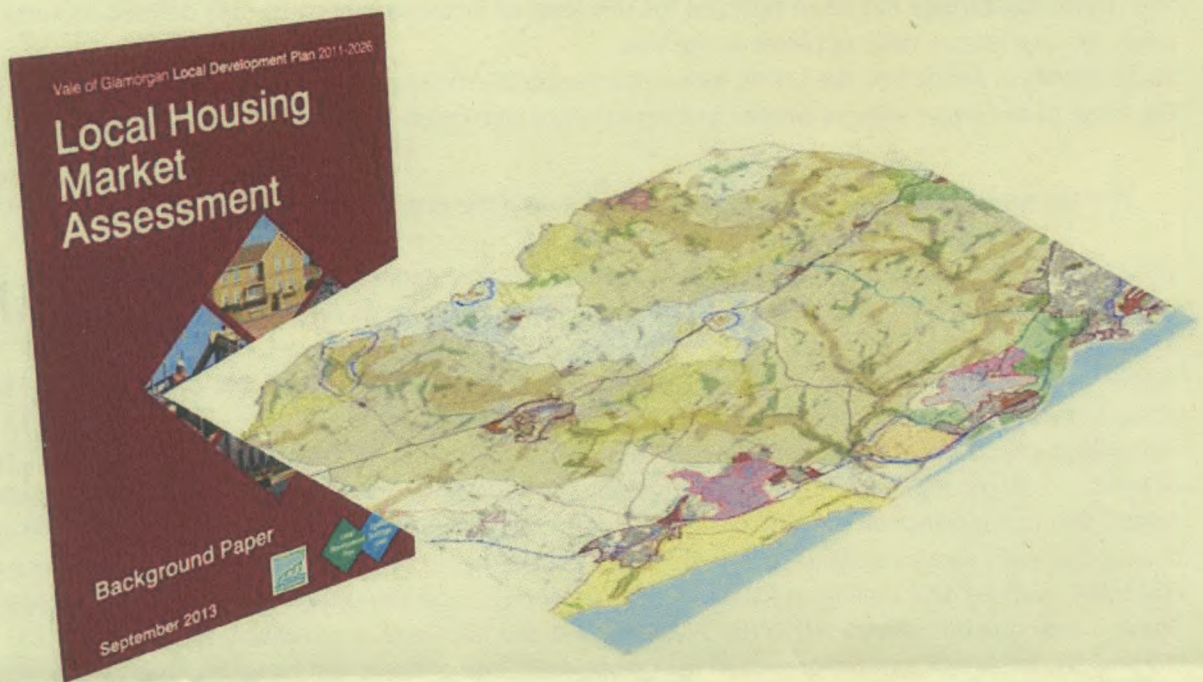 Vale of Glamorgan Local Development Plan 2011-2026
Local Housing
Market
Assessment
Background Paper
September 2013